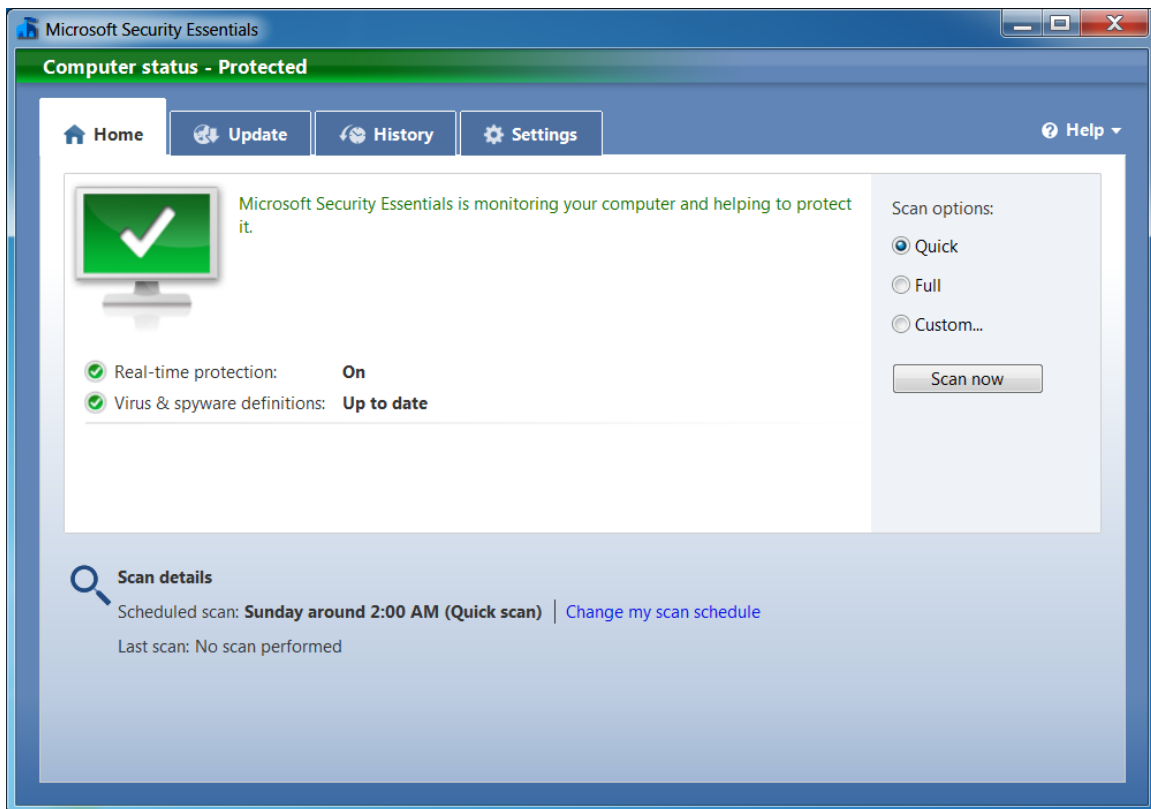 Microsoft Security Essentials
Computer status - Protected
Home
Update
History
Settings
Help
Microsoft Security Essentials is monitoring your computer and helping to protect
it.
Scan options:
Quick
Full
Custom...
Scan now
Real-time protection: On
Virus & spyware definitions: Up to date
Scan details
Scheduled scan: Sunday around 2:00 AM (Quick scan) | Change my scan schedule
Last scan: No scan performed